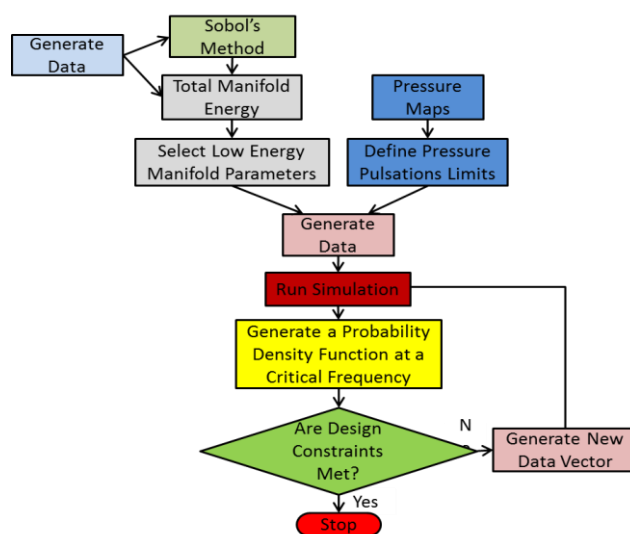 Sobol's
Method
Generate
Data
Total Manifold
Energy
Pressure
Maps
Select Low Energy
Manifold Parameters
Define Pressure
Pulsations Limits
Generate
Data
Run Simulation
Generate a Probability
Density Function at a
Critical Frequency
Are Design
Constraints
Met?
N
Generate New
Data Vector
Yes
Stop